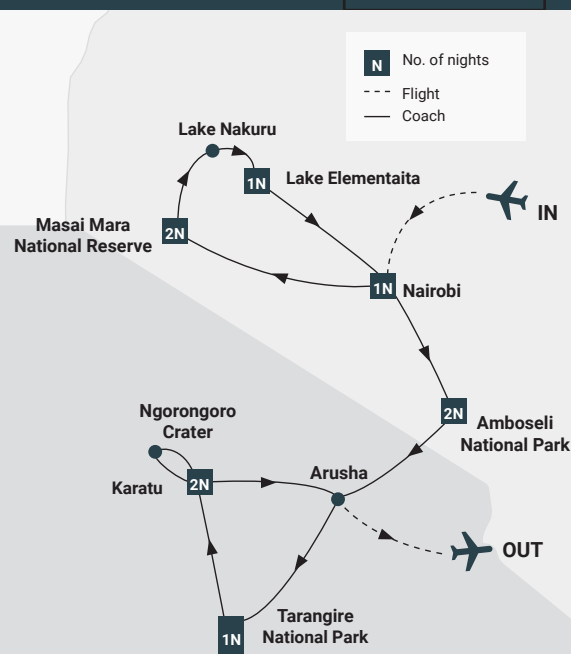 N
No. of nights
Flight
Coach
Lake Nakuru
1N
Lake Elementaita
IN
Masai Mara
National Reserve
2N
1N
Nairobi
2N
Amboseli
National Park
Ngorongoro
Crater
Karatu
2N
Arusha
OUT
1N
Tarangire
National Park